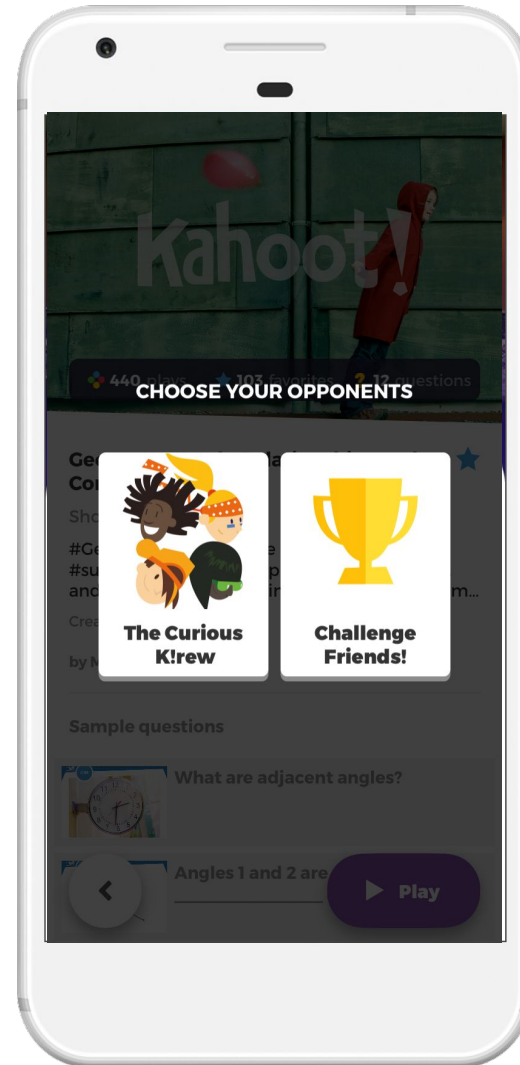 Kahoot!
440 plays 103 favorites 12 questions
CHOOSE YOUR OPPONENTS
The Curious
K!rew
Challenge
Friends!
by
Sample questions
What are adjacent angles?
Angles 1 and 2 are
Play